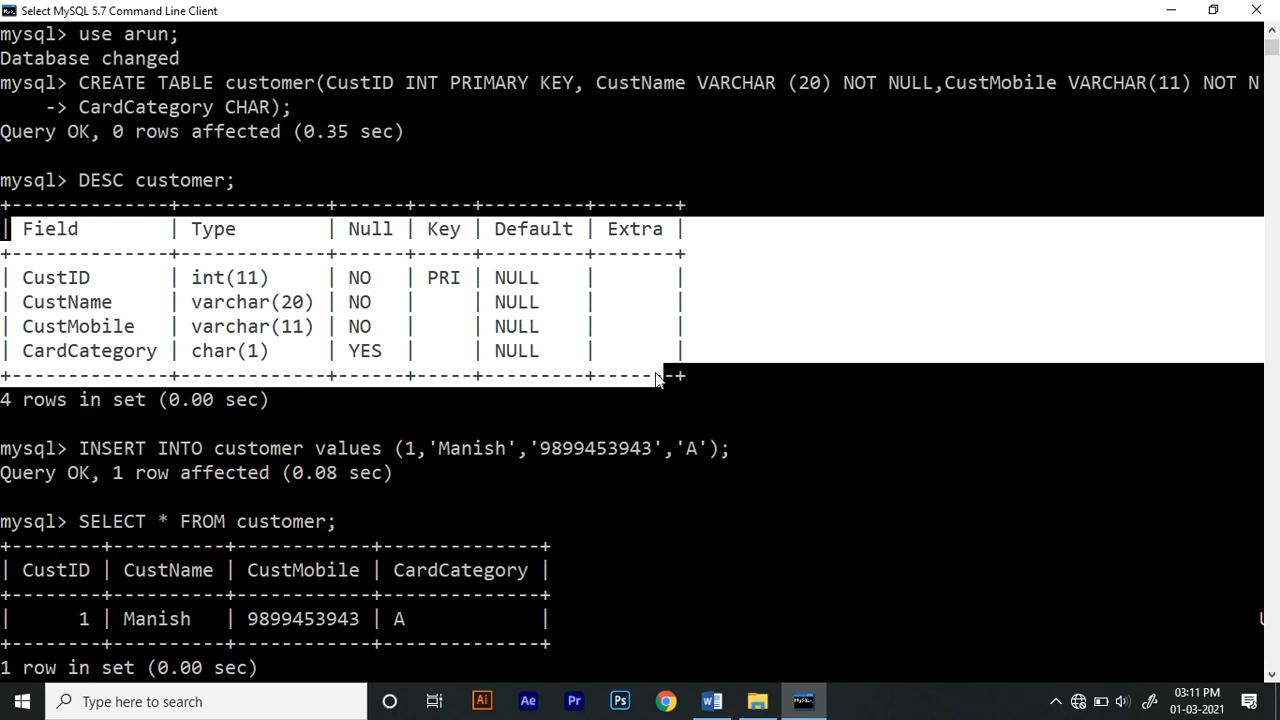 Select MySQL 5.7 Command Line Client
mysql> use arun;
Database changed
mysql> CREATE TABLE customer(CustID INT PRIMARY KEY, CustName VARCHAR (20) NOT NULL,CustMobile VARCHAR(11) NOT N
    -> CardCategory CHAR);
Query OK, 0 rows affected (0.35 sec)
mysql> DESC customer;
+--------------+-------------+------+-----+---------+-------+
| Field        | Type        | Null | Key | Default | Extra |
+--------------+-------------+------+-----+---------+-------+
| CustID       | int(11)     | NO   | PRI | NULL    |       |
| CustName     | varchar(20) | NO   |     | NULL    |       |
| CustMobile   | varchar(11) | NO   |     | NULL    |       |
| CardCategory | char(1)     | YES  |     | NULL    |       |
+--------------+-------------+------+-----+---------+-------+
4 rows in set (0.00 sec)
mysql> INSERT INTO customer values (1,'Manish','9899453943','A');
Query OK, 1 row affected (0.08 sec)
mysql> SELECT * FROM customer;
+--------+----------+------------+--------------+
| CustID | CustName | CustMobile | CardCategory |
+--------+----------+------------+--------------+
|      1 | Manish   | 9899453943 | A            |
+--------+----------+------------+--------------+
1 row in set (0.00 sec)
Type here to search
Ai
Ae
Pr
Ps
03:11 PM
01-03-2021